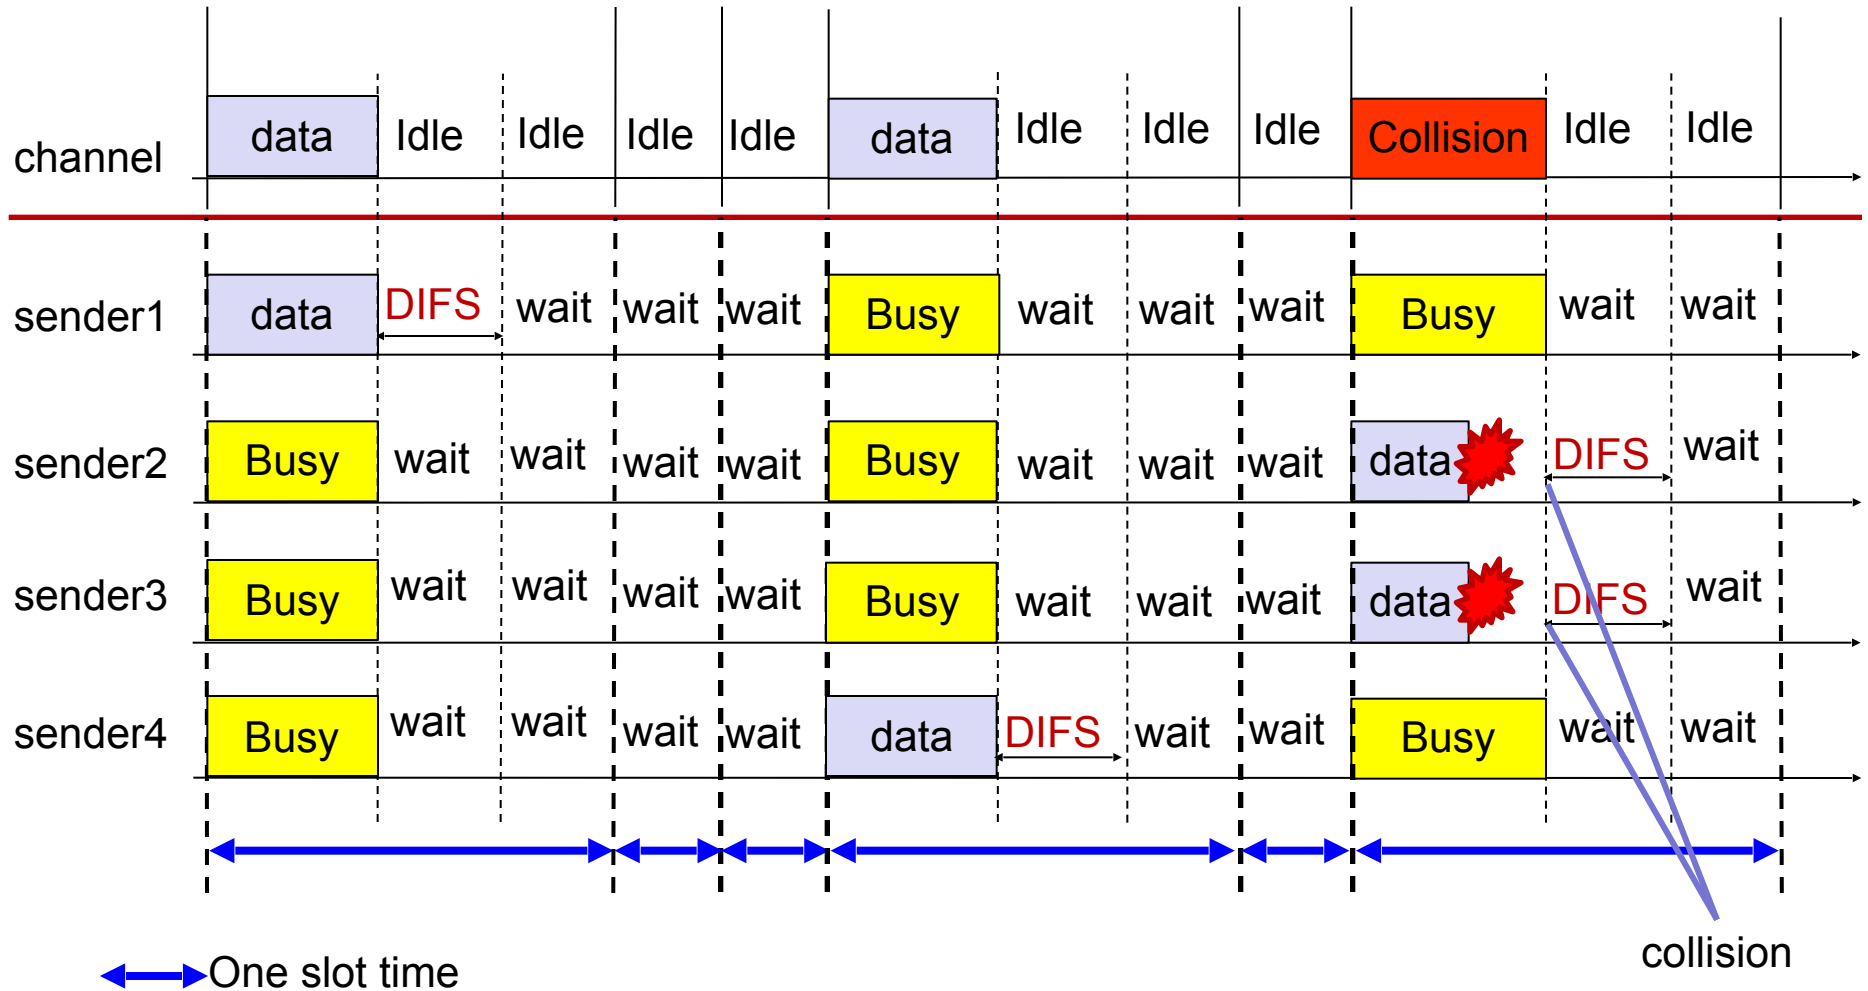 channel data Idle Idle Idle Idle data Idle Idle Idle Collision Idle Idle
sender1 data DIFS wait wait wait Busy wait wait wait Busy wait wait
sender2 Busy wait wait wait wait Busy wait wait wait data DIFS wait
sender3 Busy wait wait wait wait Busy wait wait wait data DIFS wait
sender4 Busy wait wait wait wait data DIFS wait wait Busy wait wait
collision
One slot time